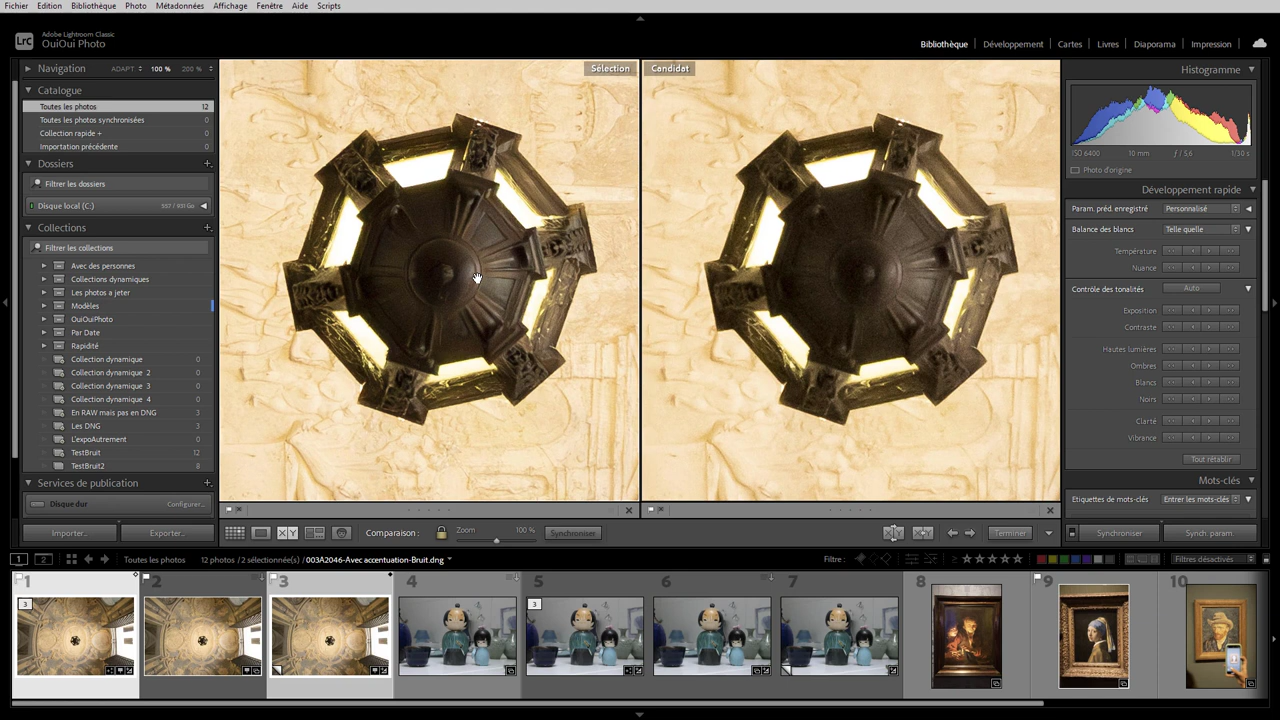 Fichier Edition Bibliothèque Photo Métadonnées Affichage Fenêtre Aide Scripts
Lrc Adobe Lightroom Classic
OuiOui Photo
Bibliothèque Développement Cartes Livres Diaporama Impression
Navigation ADAPT. 100 % 200 %
Catalogue
Toutes les photos 12
Toutes les photos synchronisées 0
Collection rapide + 0
Importation précédente 0
Dossiers
Filtrer les dossiers
Disque local (C:) 557 / 931 Go
Collections
Filtrer les collections
Avec des personnes
Collections dynamiques
Les photos a jeter
Modèles
OuiOuiPhoto
Par Date
Rapidité
Collection dynamique 0
Collection dynamique 2 0
Collection dynamique 3 0
Collection dynamique 4 0
En RAW mais pas en DNG 3
Les DNG 3
L'expoAutrement 0
TestBruit 12
TestBruit2 8
Services de publication
Disque dur Configurer...
Importer... Exporter...
Sélection Candidat
Histogramme
ISO 6400 10 mm ƒ / 5,6 1/30 s
Photo d'origine
Développement rapide
Param. préd. enregistré Personnalisé
Balance des blancs Telle quelle
Température
Nuance
Contrôle des tonalités Auto
Exposition
Contraste
Hautes lumières
Ombres
Blancs
Noirs
Clarté
Vibrance
Tout rétablir
Mots-clés
Etiquettes de mots-clés Entrer les mots-clés
Synchroniser Synch. param.
X Y Comparaison : Zoom 100 % Synchroniser Terminer
1 2 Toutes les photos 12 photos / 2 sélectionnée(s) / 003A2046-Avec accentuation-Bruit.dng Filtre : Filtres désactivés
1 2 3 4 5 6 7 8 9 10
3 3